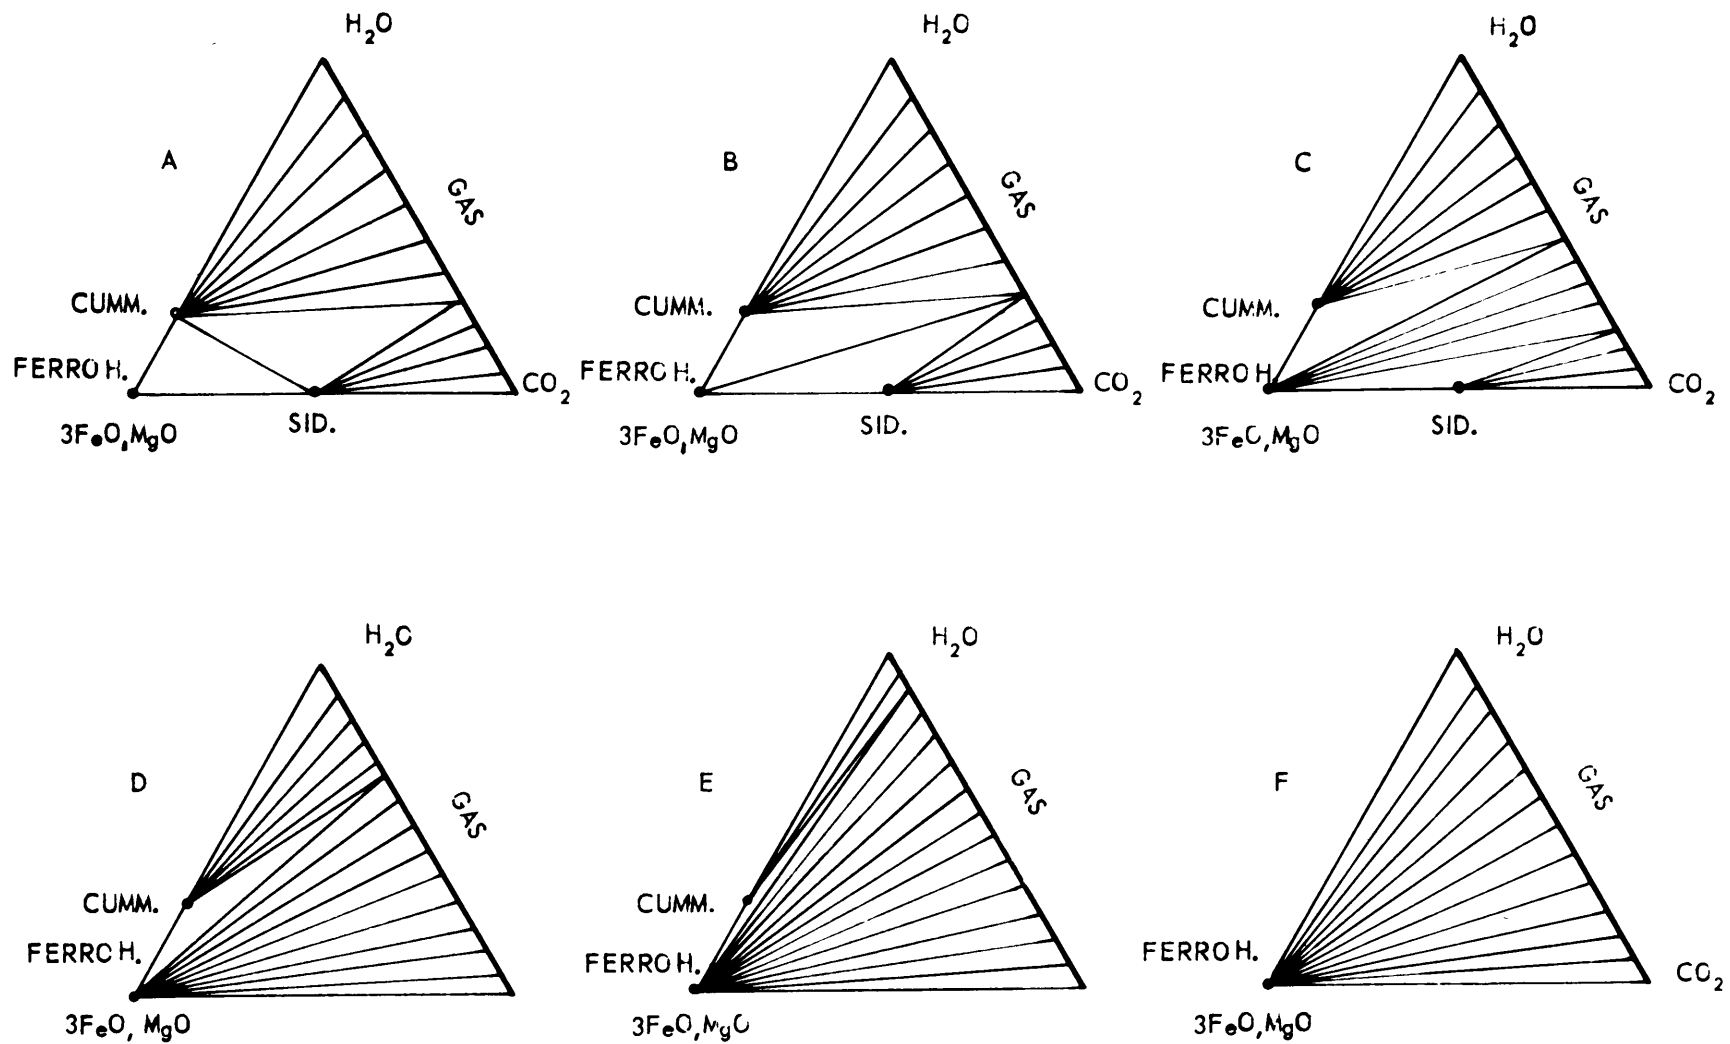 H2O
A
GAS
CUMM.
FERRO H.
CO2
SID.
3FeO,MgO
H2O
B
GAS
CUMM.
FERRO H.
CO2
SID.
3FeO,MgO
H2O
C
GAS
CUMM.
FERRO H
CO2
SID.
3FeO,MgO
H2O
D
GAS
CUMM.
FERRO H.
3FeO, MgO
H2O
E
GAS
CUMM.
FERRO H.
3FeO,MgO
H2O
F
GAS
FERRO H.
CO2
3FeO,MgO